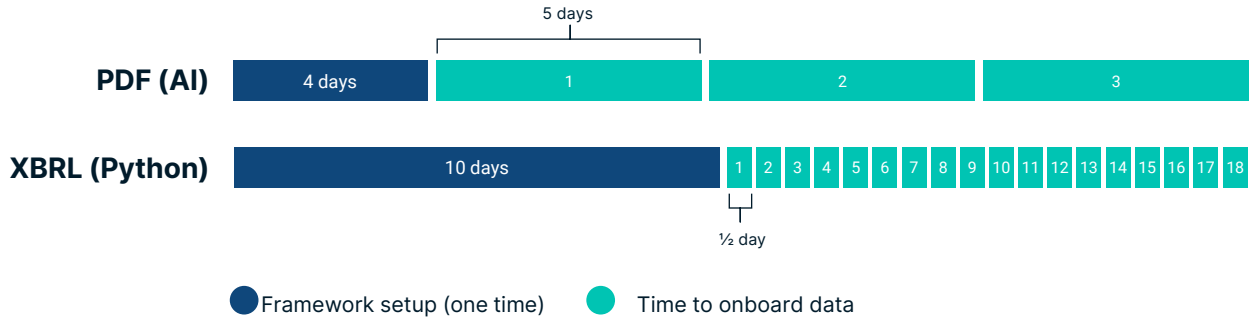 5 days
PDF (AI) 4 days 1 2 3
XBRL (Python) 10 days 1 2 3 4 5 6 7 8 9 10 11 12 13 14 15 16 17 18
½ day
Framework setup (one time) Time to onboard data